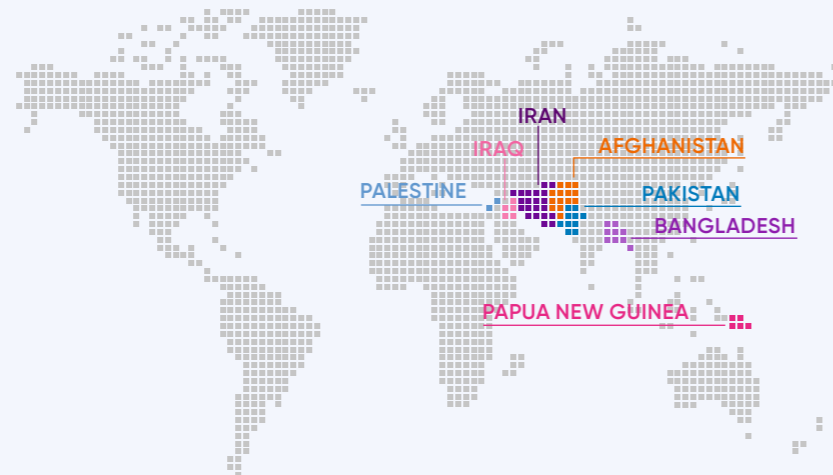 IRAN
IRAQ
AFGHANISTAN
PALESTINE
PAKISTAN
BANGLADESH
PAPUA NEW GUINEA